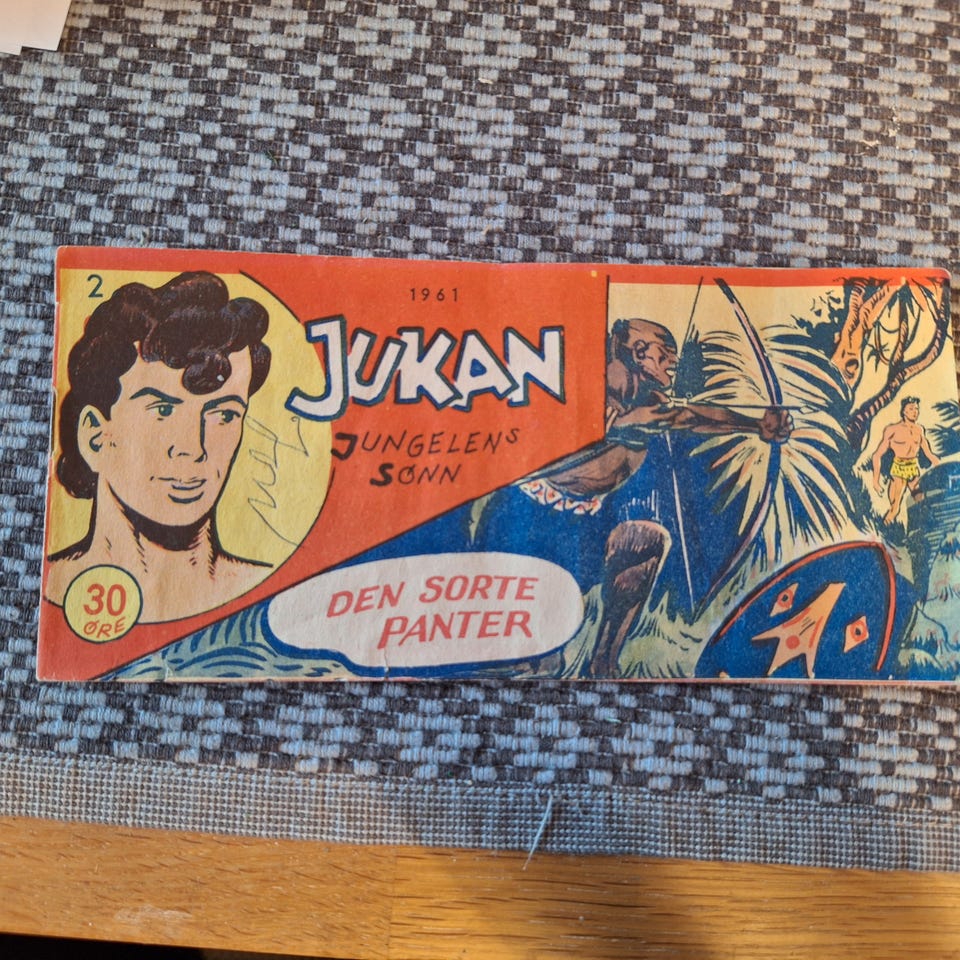 2
1961
JUKAN
JUNGELENS
SØNN
30
ØRE
DEN SORTE
PANTER